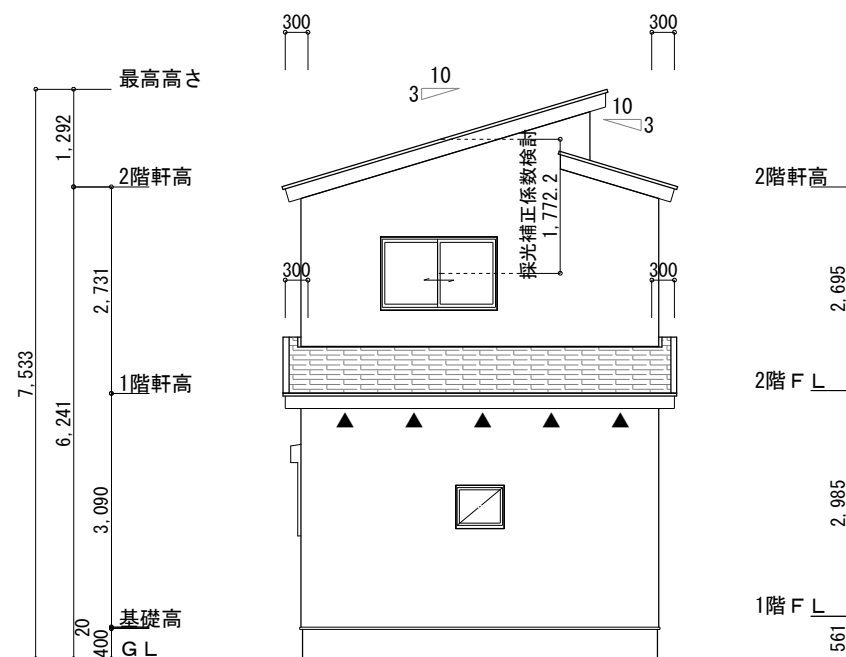 300
300
最高高さ
10
3
10
3
1,292
2階軒高
2階軒高
採光補正係数検討
1,772.2
300
300
2,731
2,695
7,533
6,241
1階軒高
2階ＦＬ
3,090
2,985
基礎高
1階ＦＬ
20
400
ＧＬ
561